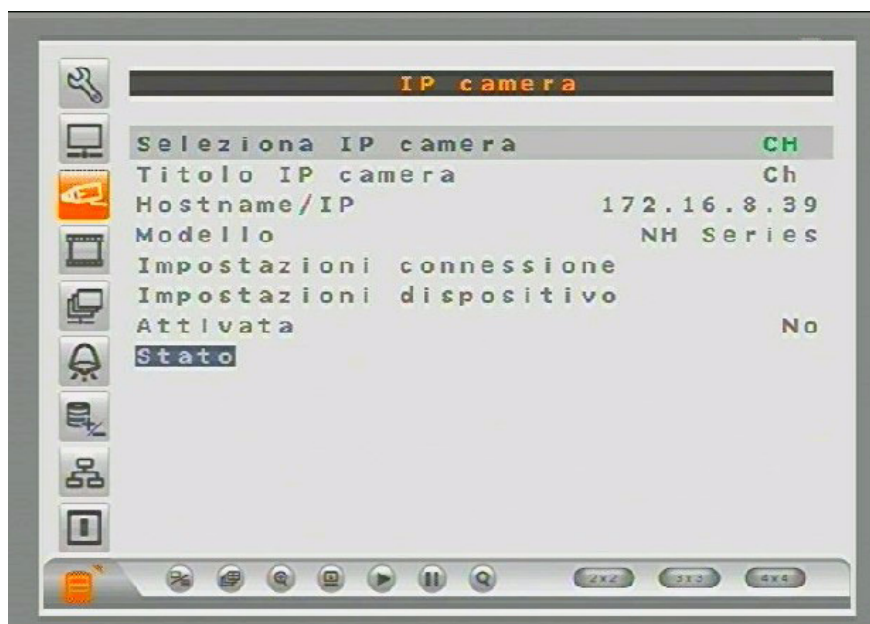 IP camera
Seleziona IP camera CH
Titolo IP camera Ch
Hostname/IP 172.16.8.39
Modello NH Series
Impostazioni connessione
Impostazioni dispositivo
Attivata No
Stato
2x2 3x3 4x4